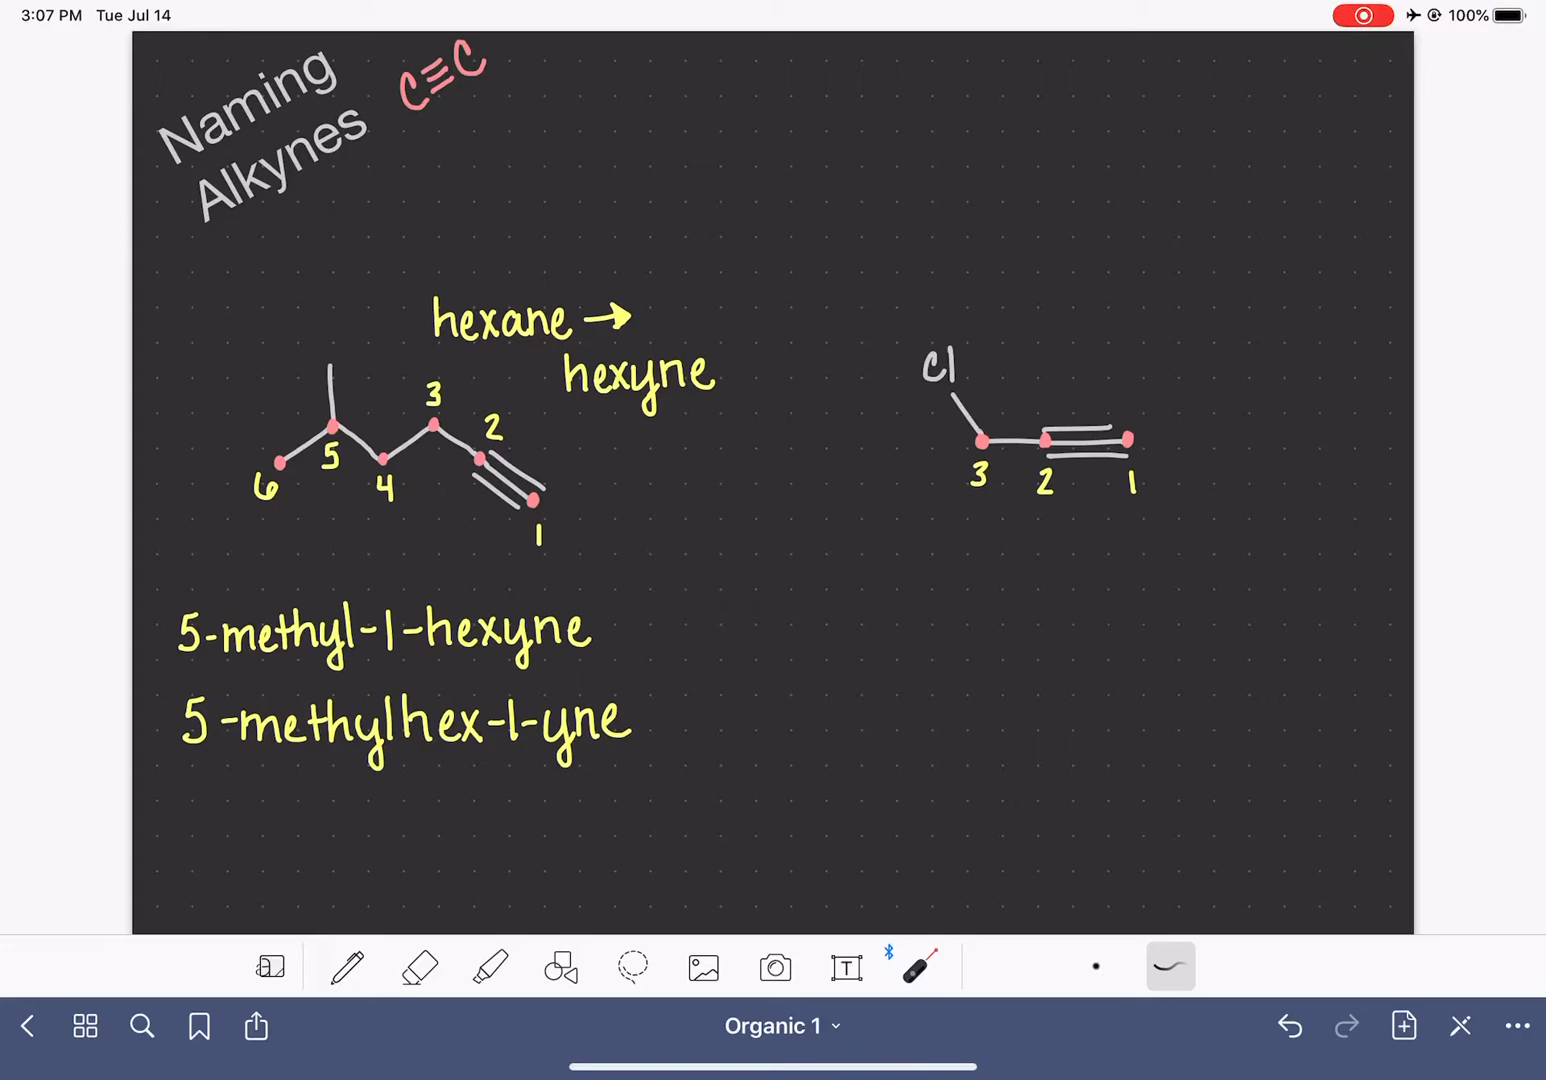 3:07 PM Tue Jul 14
100%
Naming
Alkynes
C≡C
hexane →
hexyne
3
2
5
6
4
1
5-methyl-1-hexyne
5-methylhex-1-yne
Cl
3
2
1
T
Organic 1